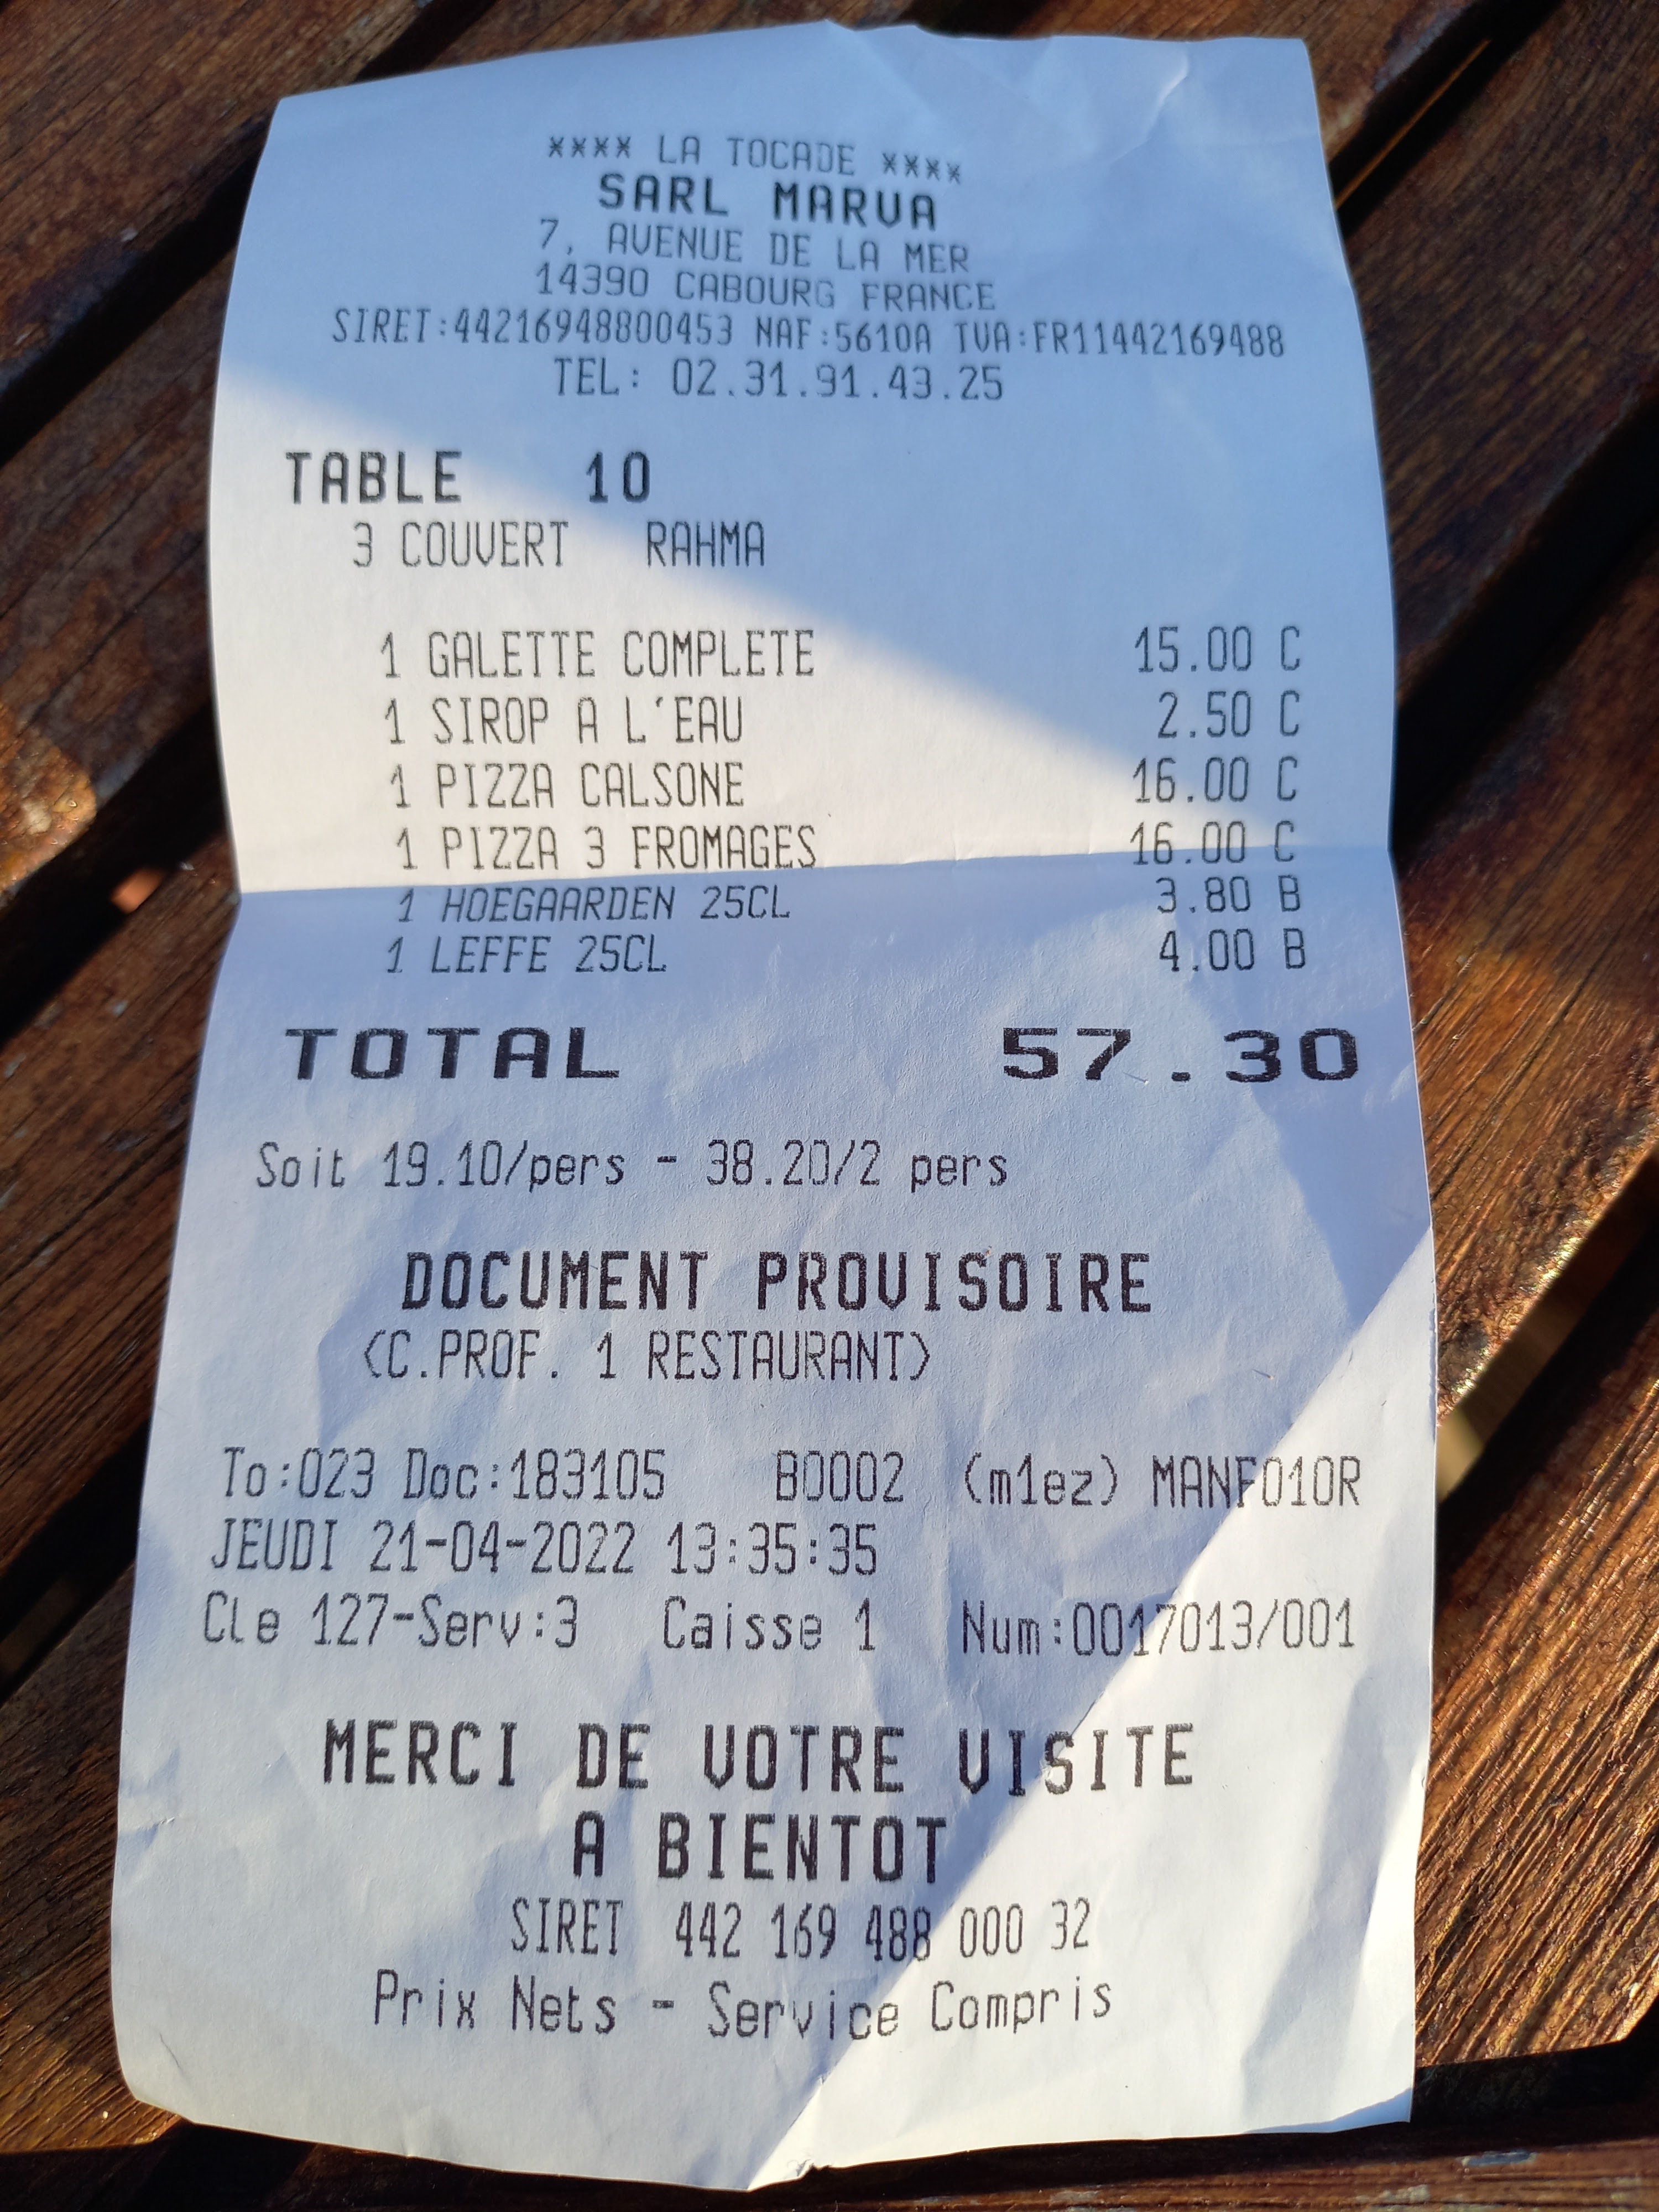 **** LA TOCADE ****
SARL MARVA
7, AVENUE DE LA MER
14390 CABOURG FRANCE
SIRET:44216948800453 NAF:5610A TVA:FR11442169488
TEL: 02.31.91.43.25
TABLE 10
3 COUVERT RAHMA
1 GALETTE COMPLETE 15.00 C
1 SIROP A L'EAU 2.50 C
1 PIZZA CALSONE 16.00 C
1 PIZZA 3 FROMAGES 16.00 C
1 HOEGAARDEN 25CL 3.80 B
1 LEFFE 25CL 4.00 B
TOTAL 57.30
Soit 19.10/pers - 38.20/2 pers
DOCUMENT PROVISOIRE
(C.PROF. 1 RESTAURANT)
To:023 Doc:183105 B0002 (m1ez) MANF010R
JEUDI 21-04-2022 13:35:35
Cle 127-Serv:3 Caisse 1 Num:0017013/001
MERCI DE VOTRE VISITE
A BIENTOT
SIRET 442 169 488 000 32
Prix Nets - Service Compris